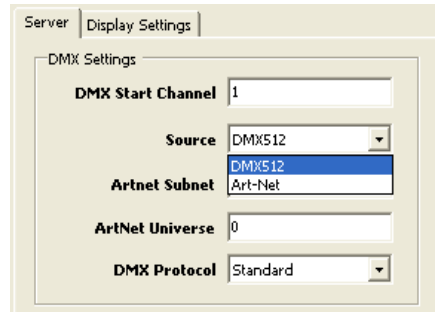 Server Display Settings
DMX Settings
DMX Start Channel 1
Source DMX512
DMX512
Artnet Subnet Art-Net
ArtNet Universe 0
DMX Protocol Standard